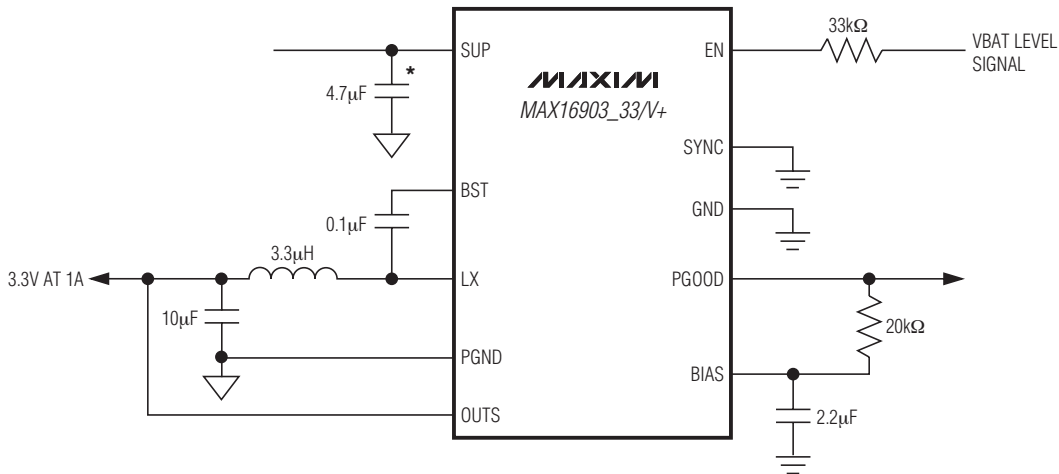 SUP
*
4.7µF
BST
0.1µF
3.3µH
3.3V AT 1A
LX
10µF
PGND
OUTS
MAXIM
MAX16903_33/V+
EN
33kΩ
VBAT LEVEL
SIGNAL
SYNC
GND
PGOOD
20kΩ
BIAS
2.2µF